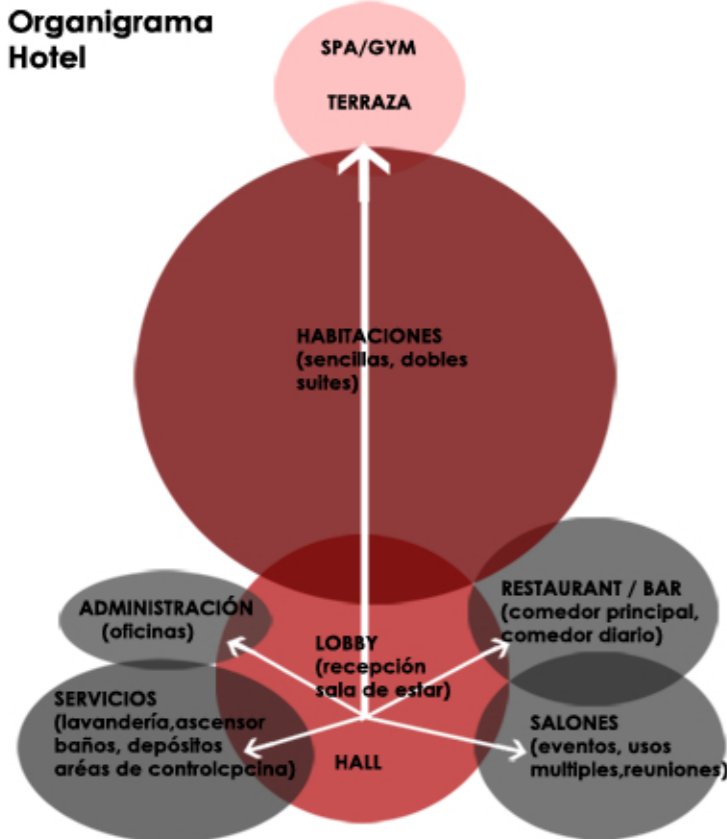 Organigrama
Hotel
SPA/GYM
TERRAZA
HABITACIONES
(sencillas, dobles
suites)
ADMINISTRACIÓN
(oficinas)
LOBBY
(recepción
sala de estar)
RESTAURANT / BAR
(comedor principal,
comedor diario)
SERVICIOS
(lavandería,ascensor
baños, depósitos
aréas de controlcpcina)
HALL
SALONES
(eventos, usos
multiples,reuniones)